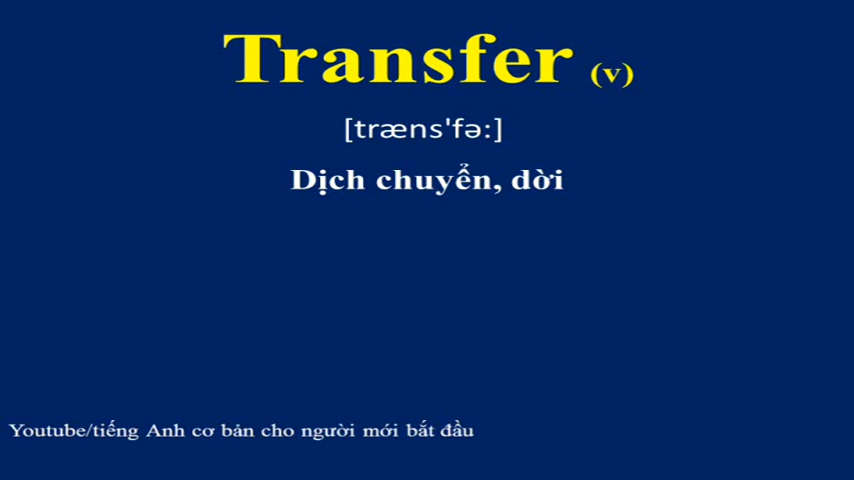 Transfer (v)
[træns'fə:]
Dịch chuyển, dời
Youtube/tiếng Anh cơ bản cho người mới bắt đầu